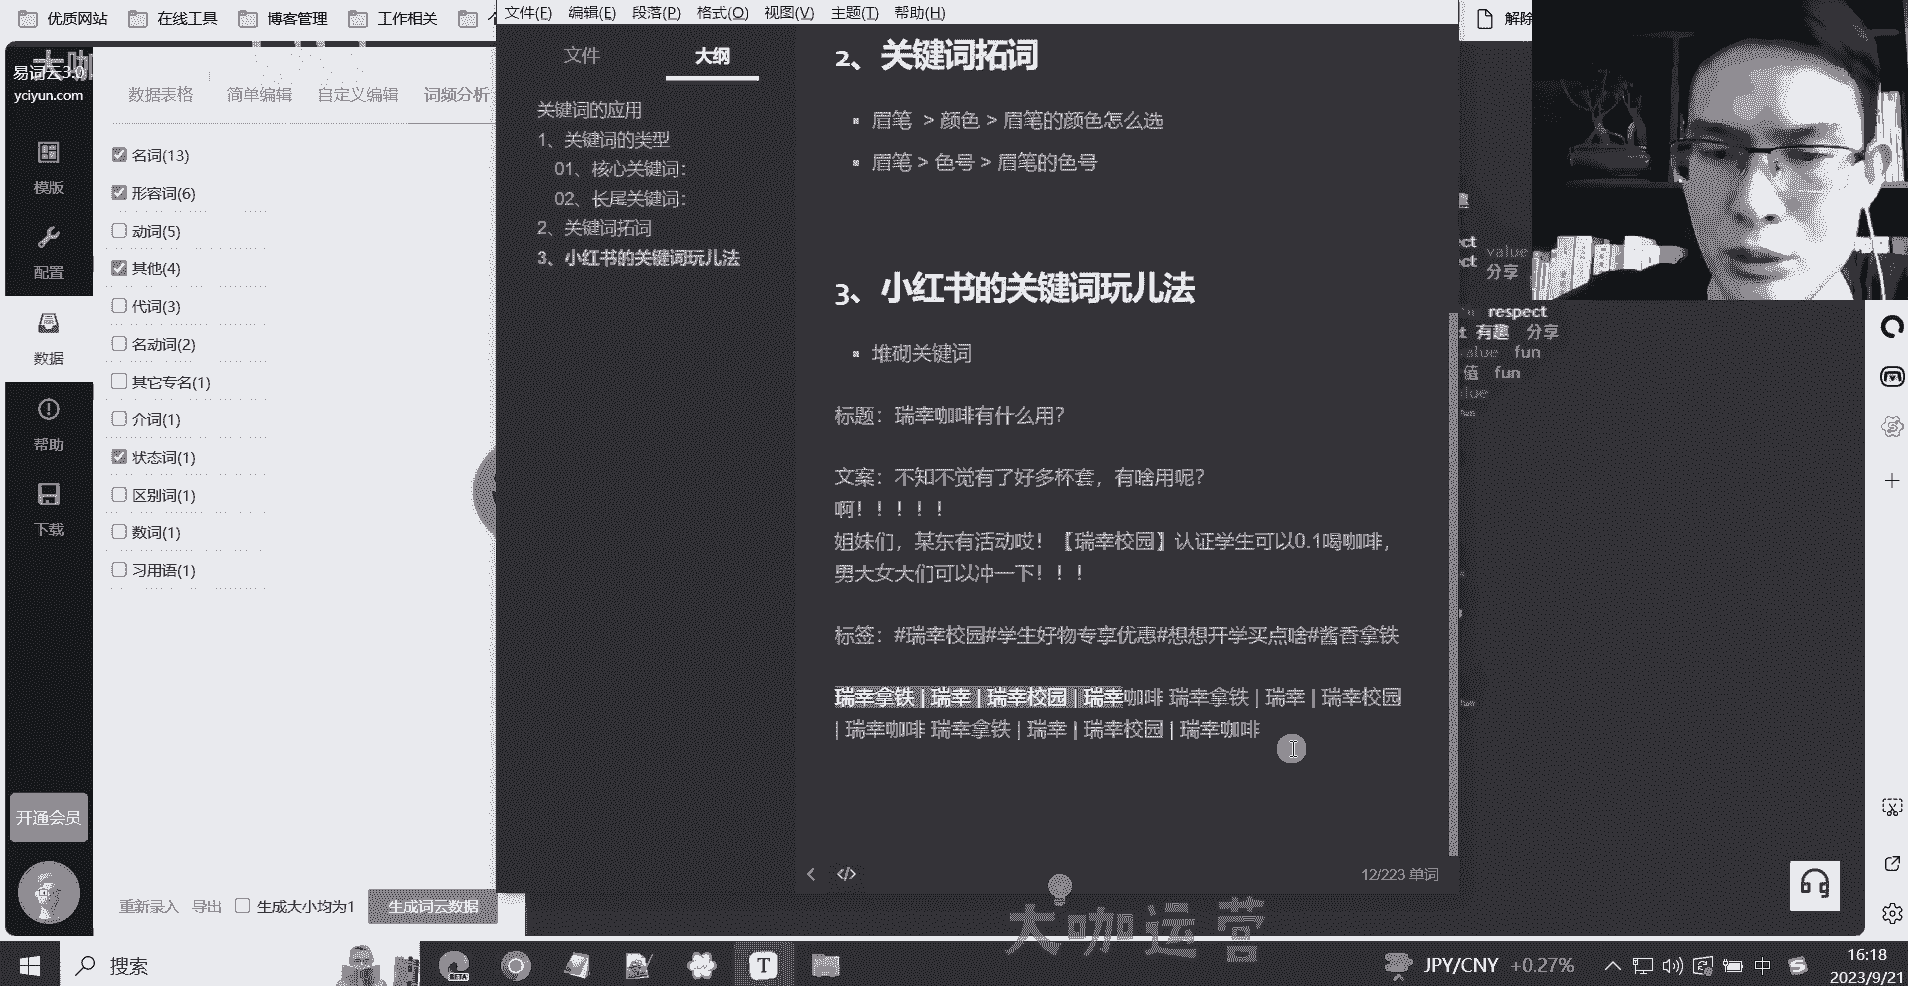 优质网站
在线工具
博客管理
工作相关
文件(F) 编辑(E) 段落(P) 格式(O) 视图(V) 主题(T) 帮助(H)
解除
易词云3.0
yciyun.com
模版
配置
数据
帮助
下载
开通会员
数据表格 简单编辑 自定义编辑 词频分析
名词(13)
形容词(6)
动词(5)
其他(4)
代词(3)
名动词(2)
其它专名(1)
介词(1)
状态词(1)
区别词(1)
数词(1)
习用语(1)
重新录入 导出 生成大小均为1 生成词云数据
文件 大纲
关键词的应用
1、关键词的类型
01、核心关键词：
02、长尾关键词：
2、关键词拓词
3、小红书的关键词玩儿法
2、关键词拓词
眉笔 > 颜色 > 眉笔的颜色怎么选
眉笔 > 色号 > 眉笔的色号
3、小红书的关键词玩儿法
堆砌关键词
标题：瑞幸咖啡有什么用？
文案：不知不觉有了好多杯套，有啥用呢？
啊！！！！！
姐妹们，某东有活动哎！【瑞幸校园】认证学生可以0.1喝咖啡，
男大女大们可以冲一下！！！
标签：#瑞幸校园#学生好物专享优惠#想想开学买点啥#酱香拿铁
瑞幸拿铁 | 瑞幸 | 瑞幸校园 | 瑞幸咖啡 瑞幸拿铁 | 瑞幸 | 瑞幸校园
| 瑞幸咖啡 瑞幸拿铁 | 瑞幸 | 瑞幸校园 | 瑞幸咖啡
12/223 单词
value
分享
respect
有趣 分享
fun
值 fun
大咖运营
搜索
JPY/CNY +0.27%
中
16:18
2023/9/21